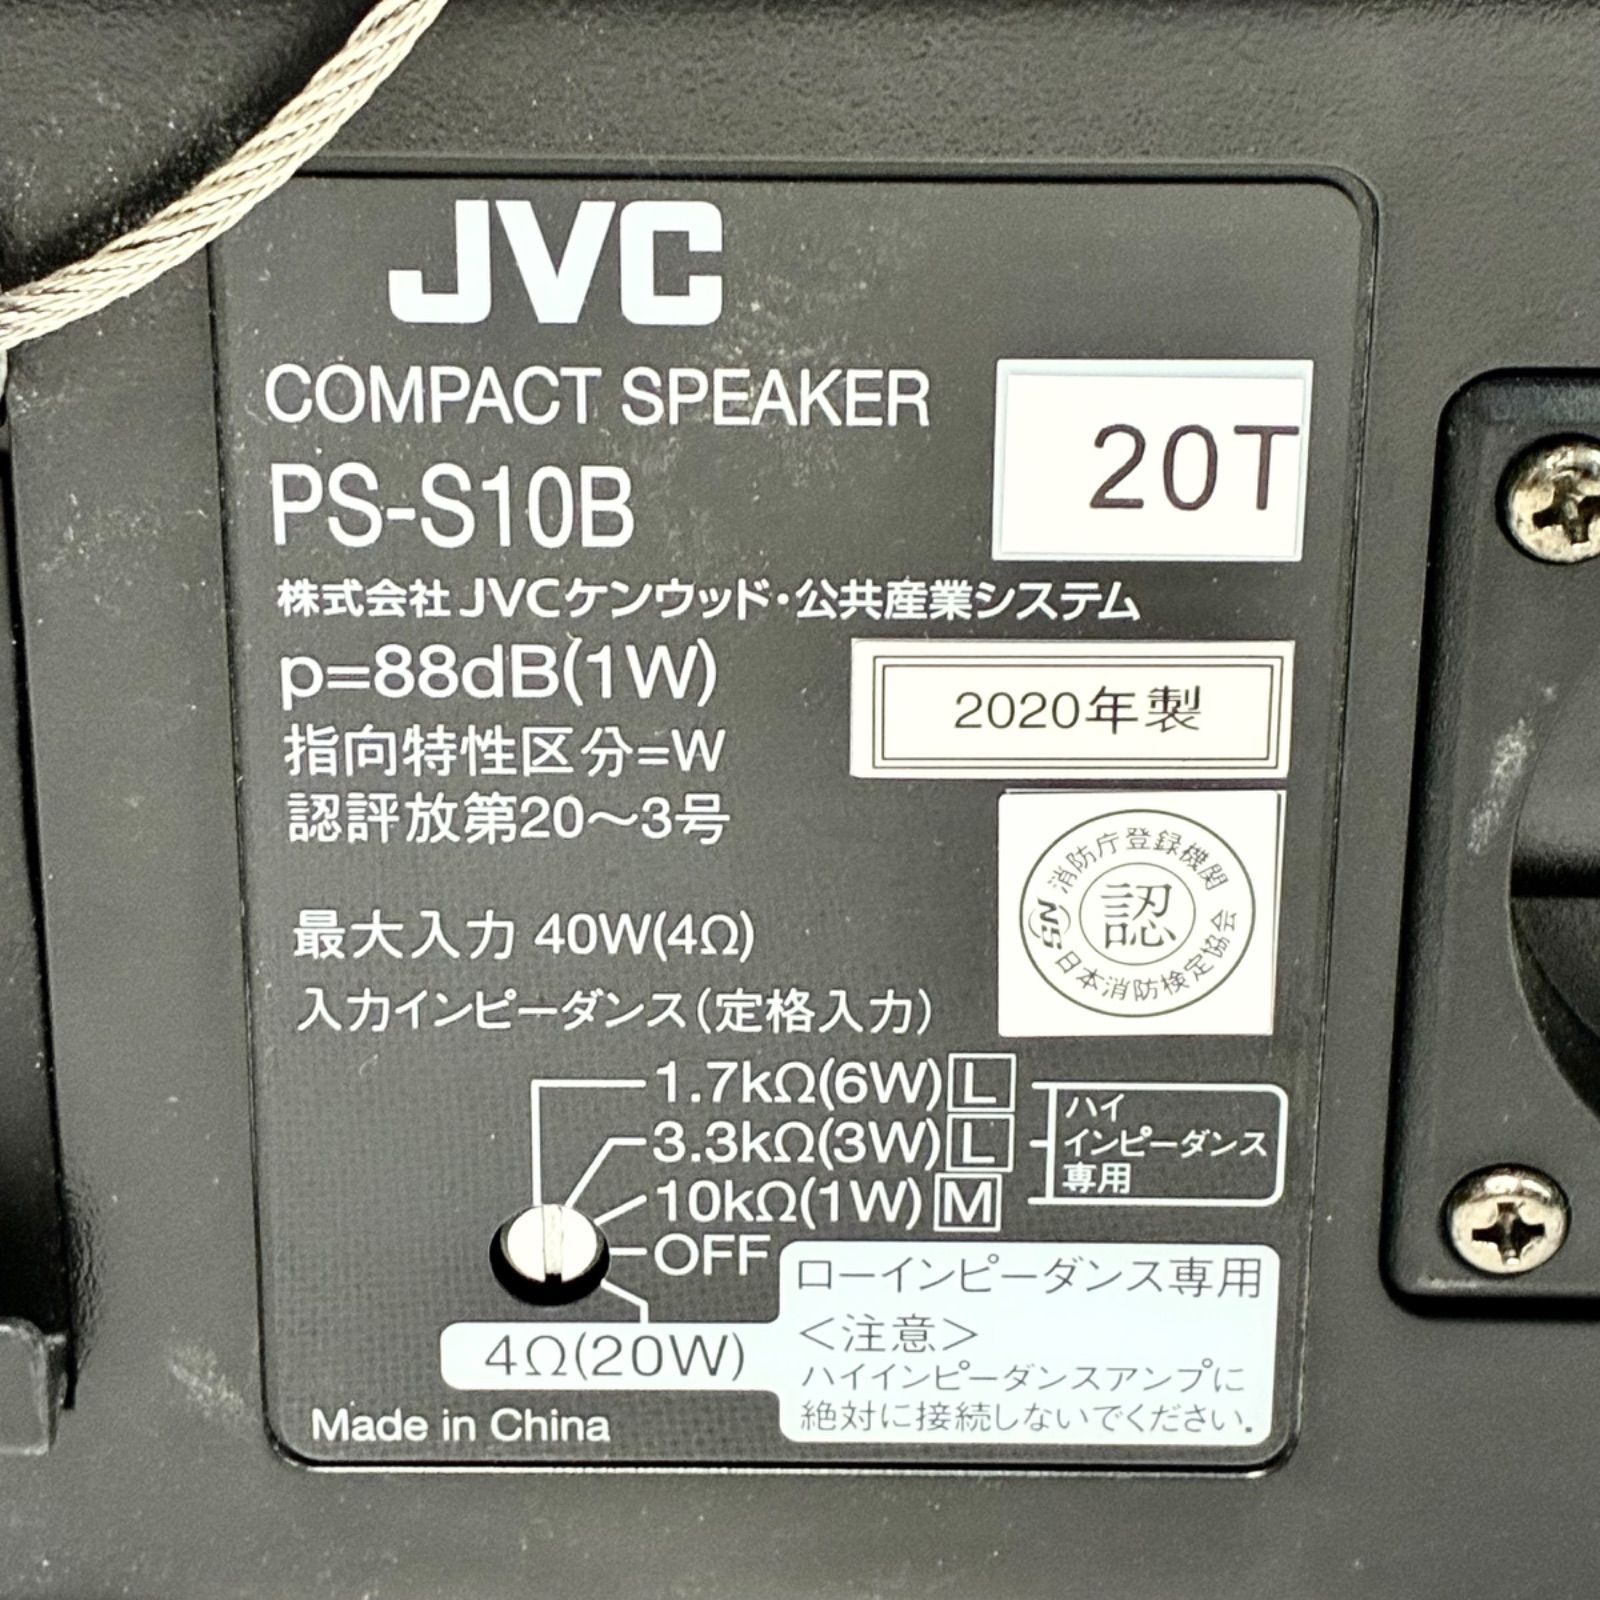 JVC
COMPACT SPEAKER
20T
PS-S10B
株式会社JVCケンウッド・公共産業システム
p=88dB(1W)
2020年製
指向特性区分=W
認評放第20～3号
消防庁登録機関
認
NS
日本消防検定協会
最大入力 40W(4Ω)
入力インピーダンス(定格入力)
1.7kΩ(6W) L
3.3kΩ(3W) L
10kΩ(1W) M
ハイ
インピーダンス
専用
OFF
4Ω(20W)
ローインピーダンス専用
<注意>
ハイインピーダンスアンプに
絶対に接続しないでください.
Made in China